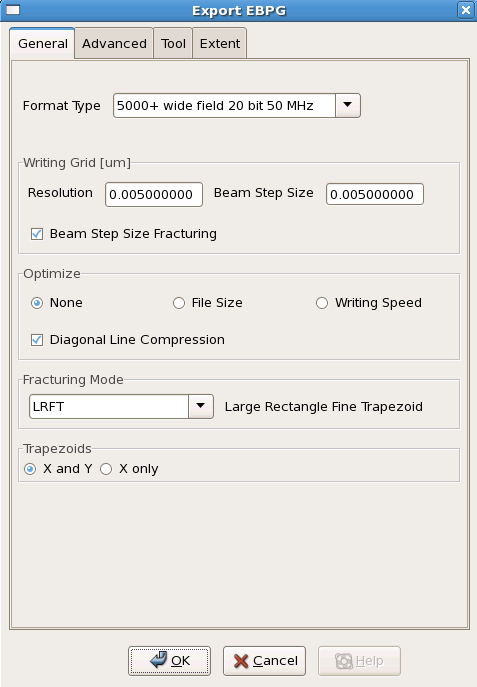 Export EBPG
General Advanced Tool Extent
Format Type 5000+ wide field 20 bit 50 MHz
Writing Grid [um]
Resolution 0.005000000 Beam Step Size 0.005000000
Beam Step Size Fracturing
Optimize
None File Size Writing Speed
Diagonal Line Compression
Fracturing Mode
LRFT Large Rectangle Fine Trapezoid
Trapezoids
X and Y X only
OK Cancel Help